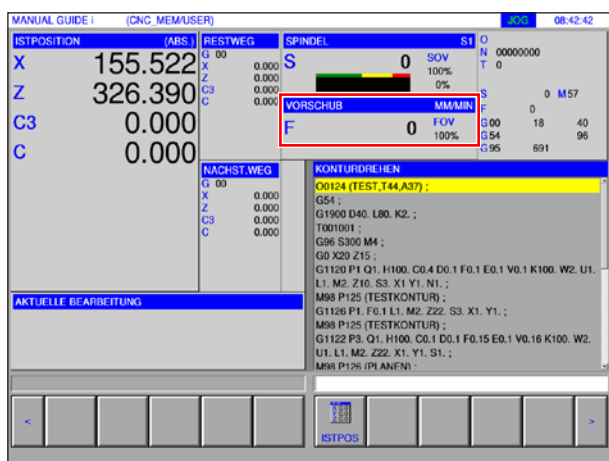 MANUAL GUIDE i (CNC_MEM/USER) JOG 08:42:42
ISTPOSITION (ABS.)
X 155.522
Z 326.390
C3 0.000
C 0.000
RESTWEG
G 00
X 0.000
Z 0.000
C3 0.000
C 0.000
SPINDEL S1
S 0 SOV
100%
0%
VORSCHUB MM/MIN
F 0 FOV
100%
O
N 00000000
T 0
S 0 M57
F 0
G00 18 40
G54 96
G95 691
NACHST.WEG
G 00
X 0.000
Z 0.000
C3 0.000
C 0.000
KONTURDREHEN
O0124 (TEST,T44,A37) ;
G54 ;
G1900 D40. L80. K2. ;
T001001 ;
G96 S300 M4 ;
G0 X20 Z15 ;
G1120 P1 Q1. H100. C0.4 D0.1 F0.1 E0.1 V0.1 K100. W2. U1.
L1. M2. Z10. S3. X1 Y1. N1. ;
M98 P125 (TESTKONTUR) ;
G1126 P1. F0.1 L1. M2. Z22. S3. X1. Y1. ;
M98 P125 (TESTKONTUR) ;
G1122 P3. Q1. H100. C0.1 D0.1 F0.15 E0.1 V0.16 K100. W2.
U1. L1. M2. Z22. X1. Y1. S1. ;
M98 P126 (PLANEN) ;
AKTUELLE BEARBEITUNG
<
ISTPOS
>